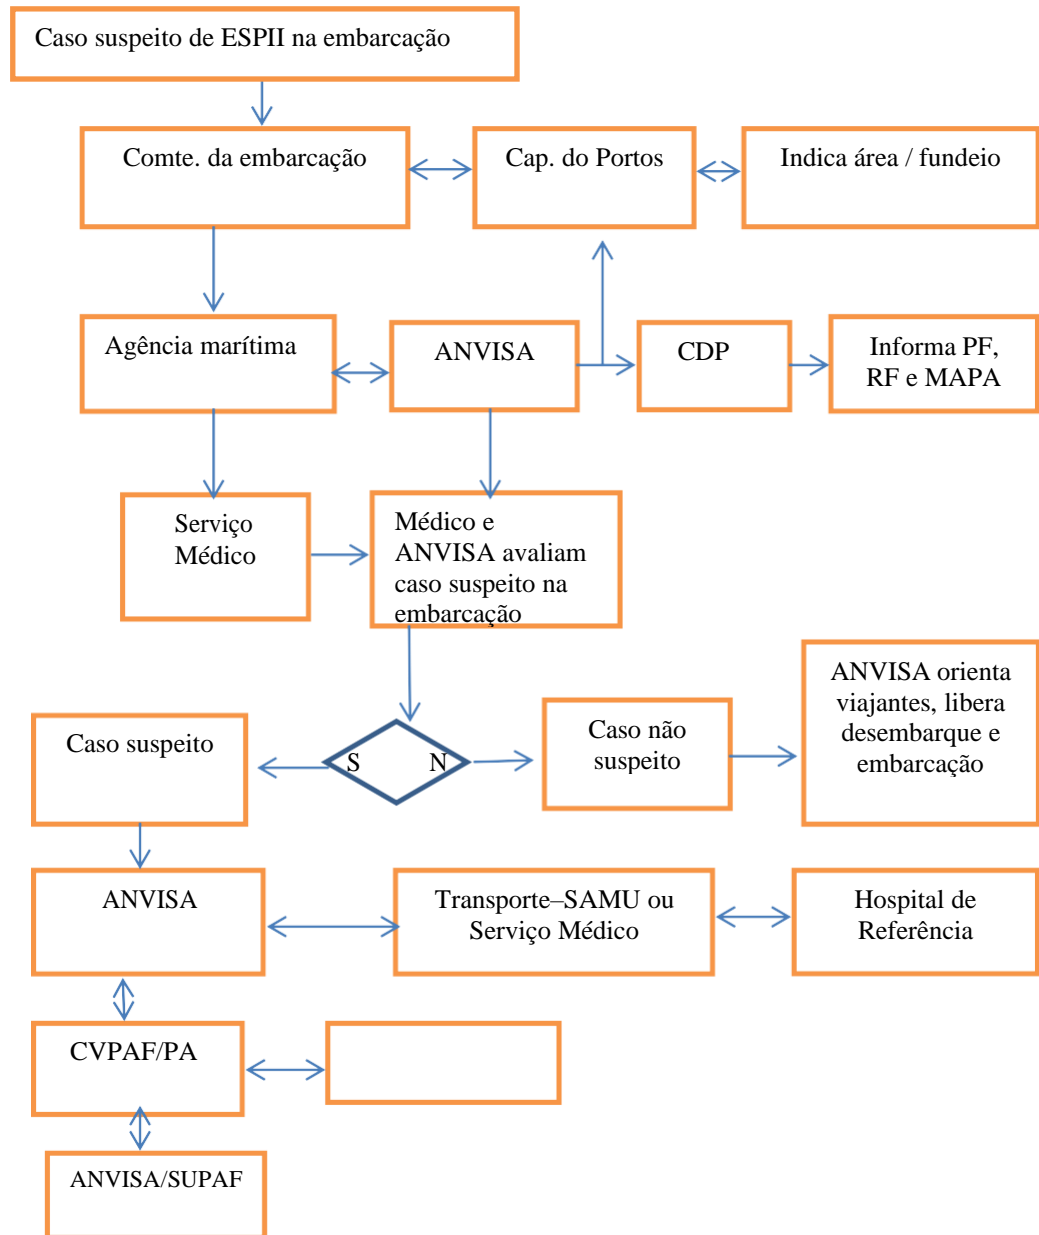 Caso suspeito de ESPII na embarcação
Comte. da embarcação
Cap. do Portos
Indica área / fundeio
Agência marítima
ANVISA
CDP
Informa PF,
RF e MAPA
Serviço
Médico
Médico e
ANVISA avaliam
caso suspeito na
embarcação
ANVISA orienta
viajantes, libera
desembarque e
embarcação
Caso suspeito
S
N
Caso não
suspeito
ANVISA
Transporte–SAMU ou
Serviço Médico
Hospital de
Referência
CVPAF/PA
ANVISA/SUPAF